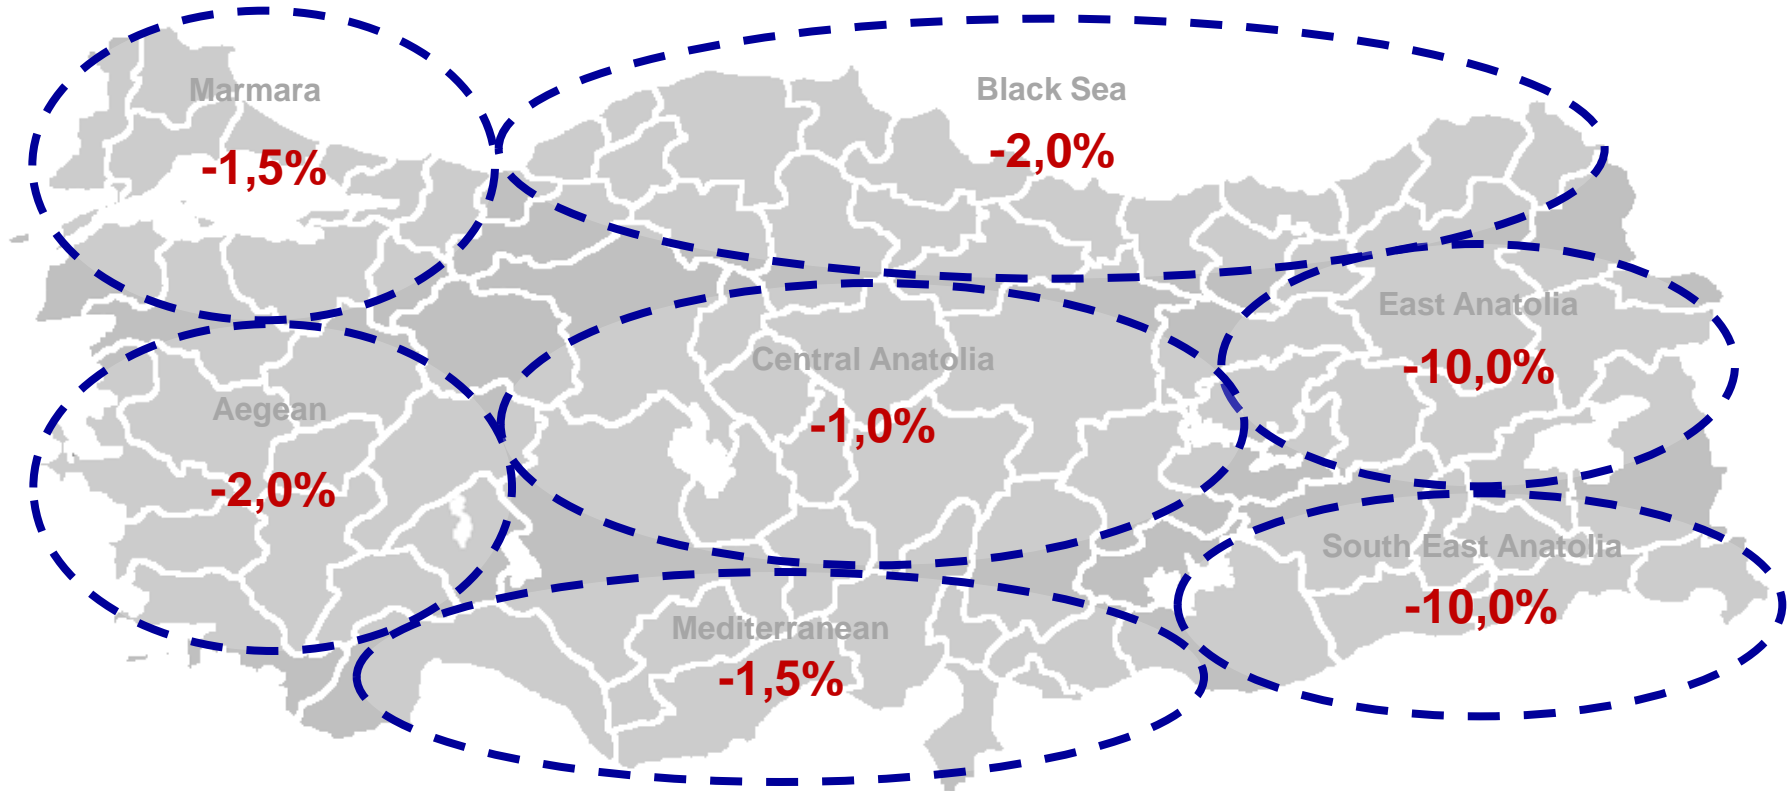 Marmara
-1,5%
Black Sea
-2,0%
East Anatolia
-10,0%
Central Anatolia
-1,0%
Aegean
-2,0%
South East Anatolia
-10,0%
Mediterranean
-1,5%